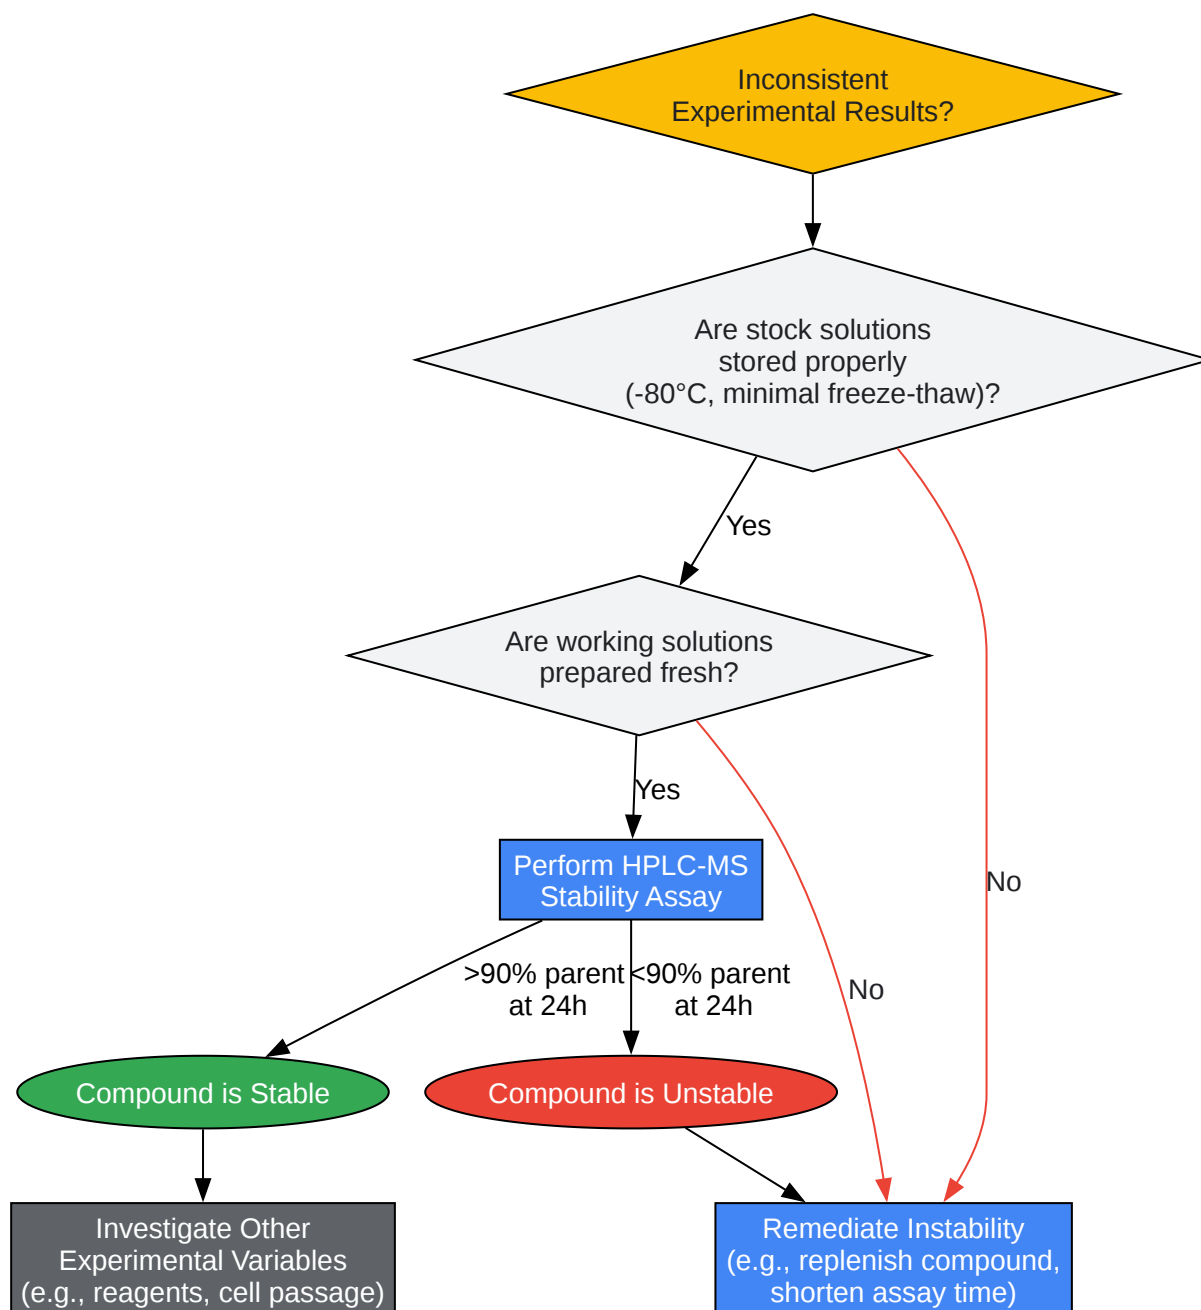 Inconsistent
Experimental Results?
Are stock solutions
stored properly
(-80°C, minimal freeze-thaw)?
Yes
Are working solutions
prepared fresh?
Yes
Perform HPLC-MS
Stability Assay
No
>90% parent
at 24h
<90% parent
at 24h
No
Compound is Stable
Compound is Unstable
Investigate Other
Experimental Variables
(e.g., reagents, cell passage)
Remediate Instability
(e.g., replenish compound,
shorten assay time)